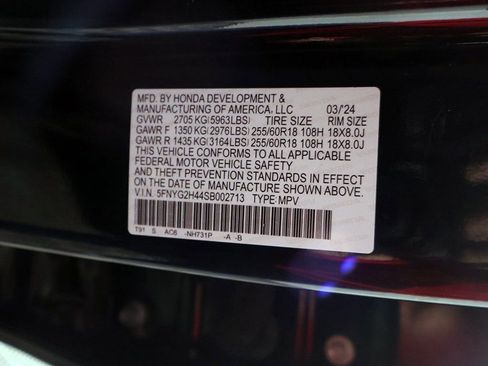 MFD. BY HONDA DEVELOPMENT &
MANUFACTURING OF AMERICA, LLC 03/'24
GVWR 2705 KG(5963LBS) TIRE SIZE RIM SIZE
GAWR F 1350 KG(2976LBS) 255/60R18 108H 18X8.0J
GAWR R 1435 KG(3164LBS) 255/60R18 108H 18X8.0J
THIS VEHICLE CONFORMS TO ALL APPLICABLE
FEDERAL MOTOR VEHICLE SAFETY
AND THEFT PREVENTION STANDARDS IN EFFECT
ON THE DATE OF MANUFACTURE SHOWN ABOVE.
V.I.N. 5FNYG2H44SB002713 TYPE:MPV
T91 S AC6 -NH731P -A -B